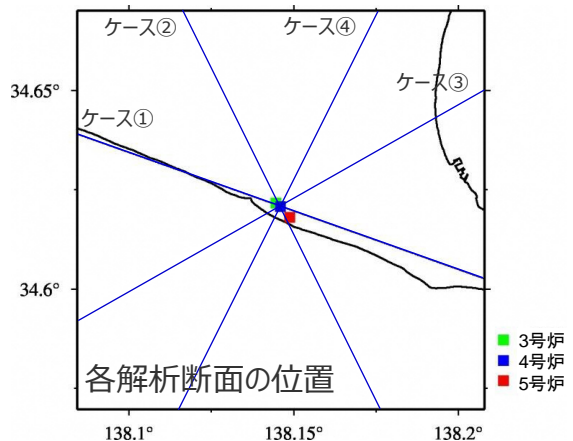 ケース②
ケース④
ケース③
34.65°
ケース①
34.6°
3号炉
4号炉
5号炉
各解析断面の位置
138.1°
138.15°
138.2°